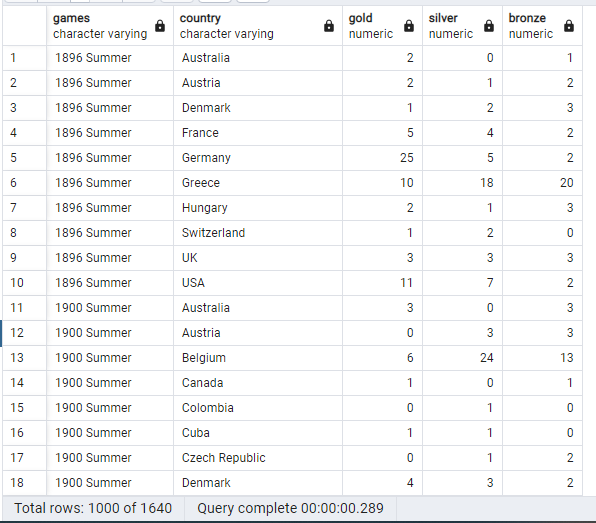 games country gold silver bronze
character varying character varying numeric numeric numeric
1 1896 Summer Australia 2 0 1
2 1896 Summer Austria 2 1 2
3 1896 Summer Denmark 1 2 3
4 1896 Summer France 5 4 2
5 1896 Summer Germany 25 5 2
6 1896 Summer Greece 10 18 20
7 1896 Summer Hungary 2 1 3
8 1896 Summer Switzerland 1 2 0
9 1896 Summer UK 3 3 3
10 1896 Summer USA 11 7 2
11 1900 Summer Australia 3 0 3
12 1900 Summer Austria 0 3 3
13 1900 Summer Belgium 6 24 13
14 1900 Summer Canada 1 0 1
15 1900 Summer Colombia 0 1 0
16 1900 Summer Cuba 1 1 0
17 1900 Summer Czech Republic 0 1 2
18 1900 Summer Denmark 4 3 2
Total rows: 1000 of 1640 Query complete 00:00:00.289